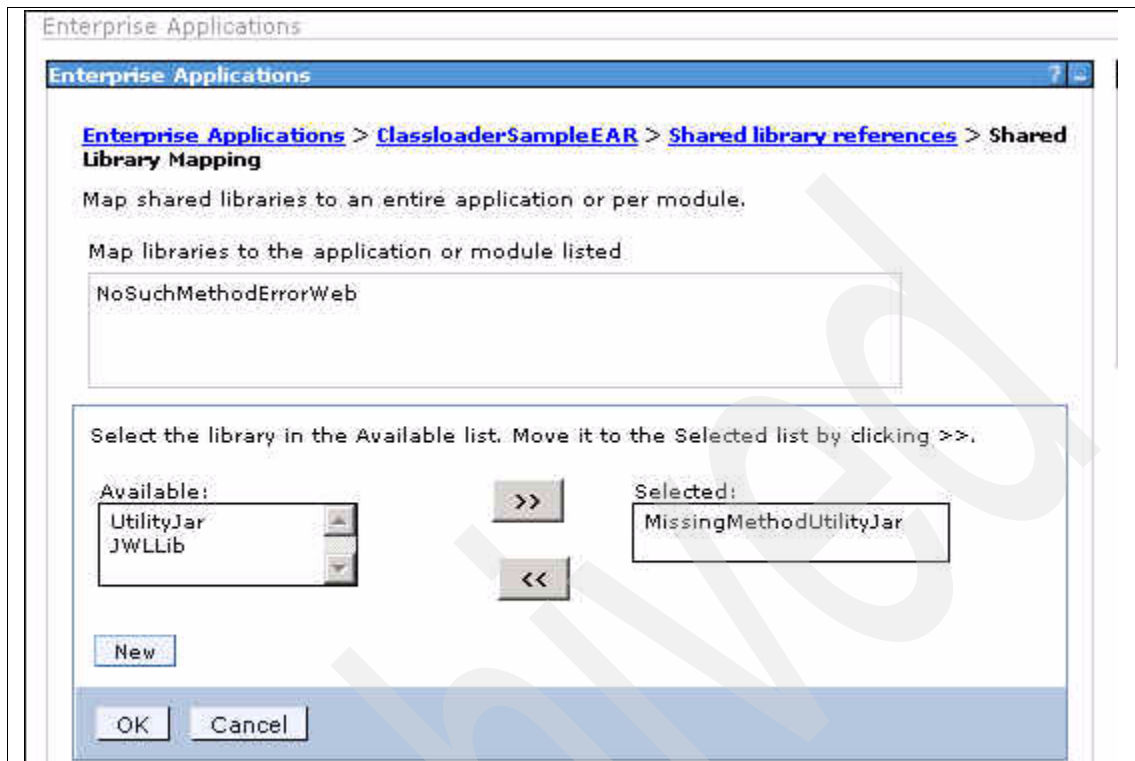 Enterprise Applications
Enterprise Applications ?
Enterprise Applications > ClassloaderSampleEAR > Shared library references > Shared
Library Mapping
Map shared libraries to an entire application or per module.
Map libraries to the application or module listed
NoSuchMethodErrorWeb
Select the library in the Available list. Move it to the Selected list by clicking >>.
Available:
UtilityJar
JWLLib
>>
<<
Selected:
MissingMethodUtilityJar
New
OK Cancel
hived